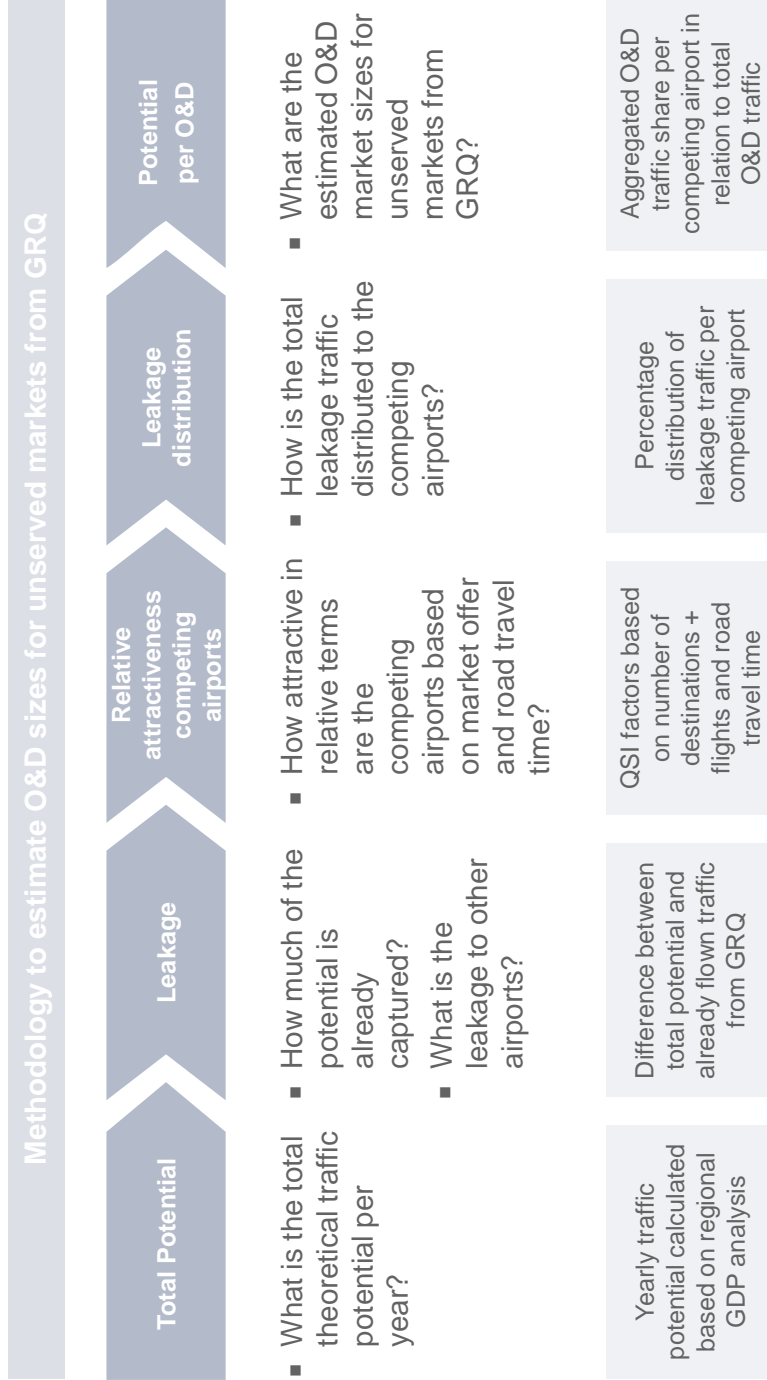 Methodology to estimate O&D sizes for unserved markets from GRQ
Total Potential
Leakage
Relative
attractiveness
competing
airports
Leakage
distribution
Potential
per O&D
▪ What is the total
theoretical traffic
potential per
year?
▪ How much of the
potential is
already
captured?
▪ What is the
leakage to other
airports?
▪ How attractive in
relative terms
are the
competing
airports based
on market offer
and road travel
time?
▪ How is the total
leakage traffic
distributed to the
competing
airports?
▪ What are the
estimated O&D
market sizes for
unserved
markets from
GRQ?
Yearly traffic
potential calculated
based on regional
GDP analysis
Difference between
total potential and
already flown traffic
from GRQ
QSI factors based
on number of
destinations +
flights and road
travel time
Percentage
distribution of
leakage traffic per
competing airport
Aggregated O&D
traffic share per
competing airport in
relation to total
O&D traffic